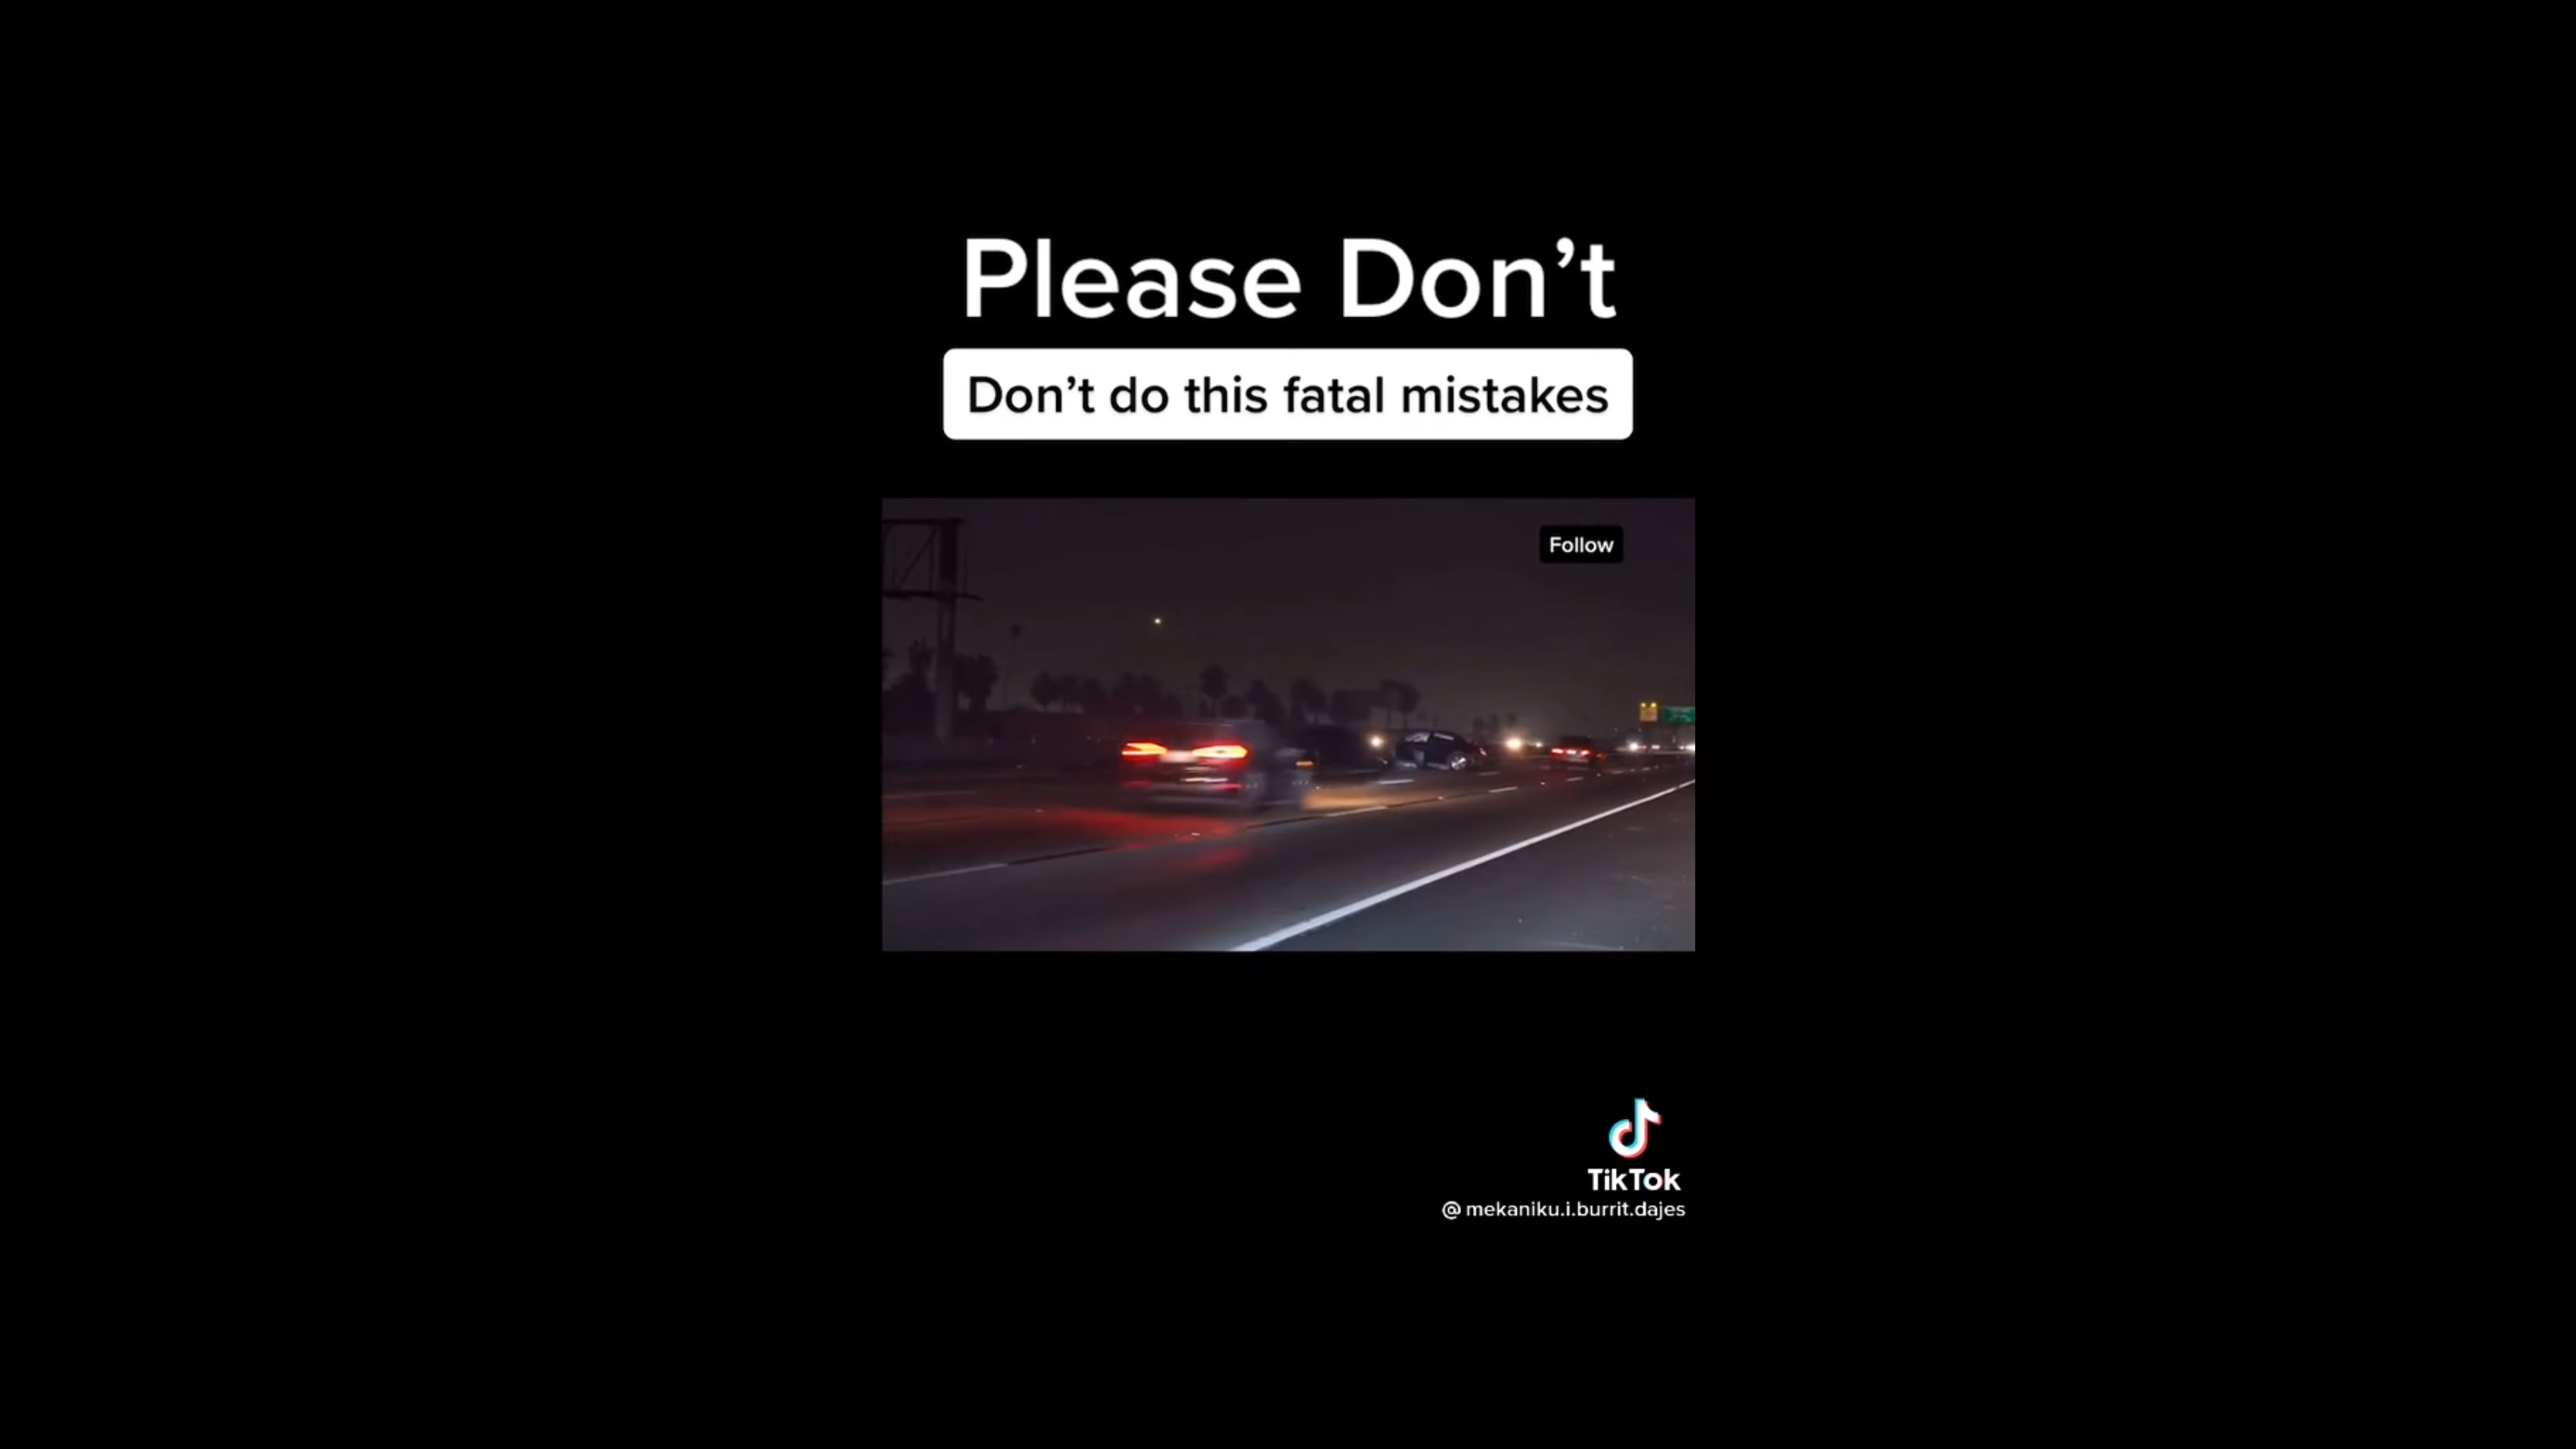 Please Don’t
Don’t do this fatal mistakes
Follow
TikTok
@mekaniku.i.burrit.dajes